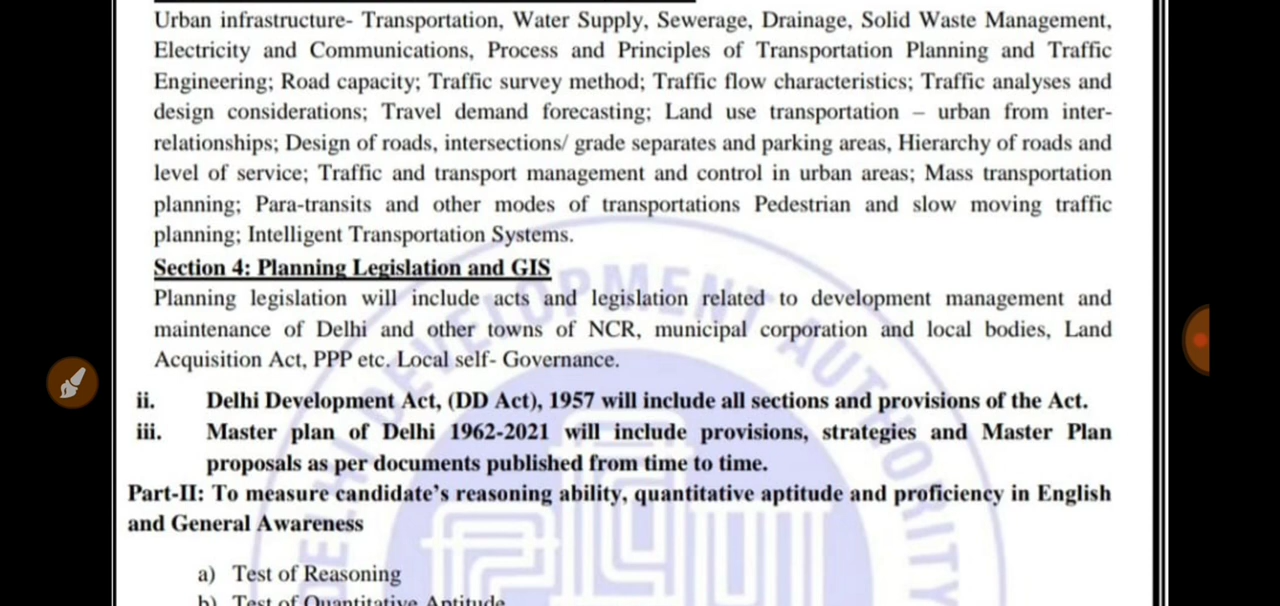 Urban infrastructure- Transportation, Water Supply, Sewerage, Drainage, Solid Waste Management,
Electricity and Communications, Process and Principles of Transportation Planning and Traffic
Engineering; Road capacity; Traffic survey method; Traffic flow characteristics; Traffic analyses and
design considerations; Travel demand forecasting; Land use transportation – urban from inter-
relationships; Design of roads, intersections/ grade separates and parking areas, Hierarchy of roads and
level of service; Traffic and transport management and control in urban areas; Mass transportation
planning; Para-transits and other modes of transportations Pedestrian and slow moving traffic
planning; Intelligent Transportation Systems.
Section 4: Planning Legislation and GIS
Planning legislation will include acts and legislation related to development management and
maintenance of Delhi and other towns of NCR, municipal corporation and local bodies, Land
Acquisition Act, PPP etc. Local self- Governance.
ii. Delhi Development Act, (DD Act), 1957 will include all sections and provisions of the Act.
iii. Master plan of Delhi 1962-2021 will include provisions, strategies and Master Plan
proposals as per documents published from time to time.
Part-II: To measure candidate's reasoning ability, quantitative aptitude and proficiency in English
and General Awareness
a) Test of Reasoning
b) Test of Quantitative Aptitude
DELHI DEVELOPMENT AUTHORITY